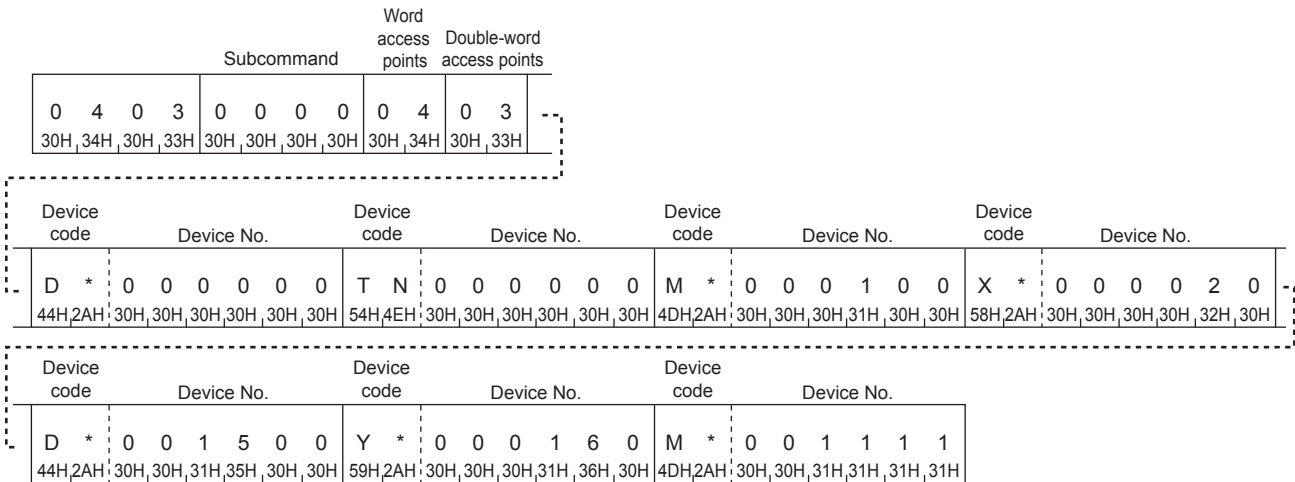 Word
access Double-word
Subcommand points access points
0 4 0 3 0 0 0 0 0 4 0 3
30H 34H 30H 33H 30H 30H 30H 30H 30H 34H 30H 33H
Device Device Device Device
code Device No. code Device No. code Device No. code Device No.
D * 0 0 0 0 0 0 T N 0 0 0 0 0 0 M * 0 0 0 1 0 0 X * 0 0 0 0 2 0
44H 2AH 30H 30H 30H 30H 30H 30H 54H 4EH 30H 30H 30H 30H 30H 30H 4DH 2AH 30H 30H 30H 31H 30H 30H 58H 2AH 30H 30H 30H 30H 32H 30H
Device Device Device
code Device No. code Device No. code Device No.
D * 0 0 1 5 0 0 Y * 0 0 0 1 6 0 M * 0 0 1 1 1 1
44H 2AH 30H 30H 31H 35H 30H 30H 59H 2AH 30H 30H 30H 31H 36H 30H 4DH 2AH 30H 30H 31H 31H 31H 31H